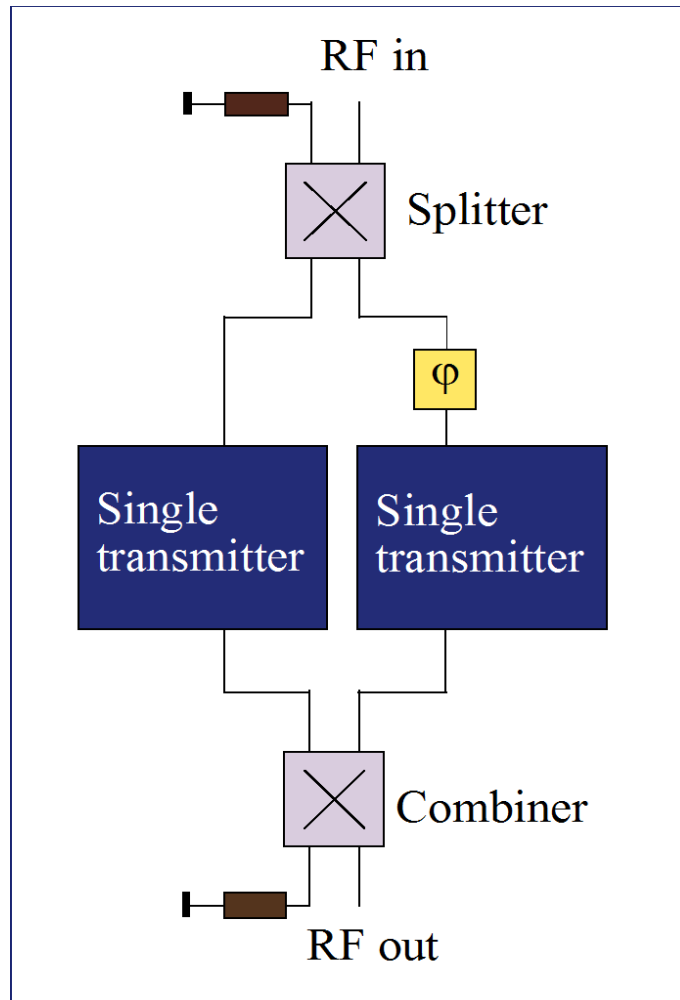 RF in
Splitter
φ
Single
transmitter
Single
transmitter
Combiner
RF out